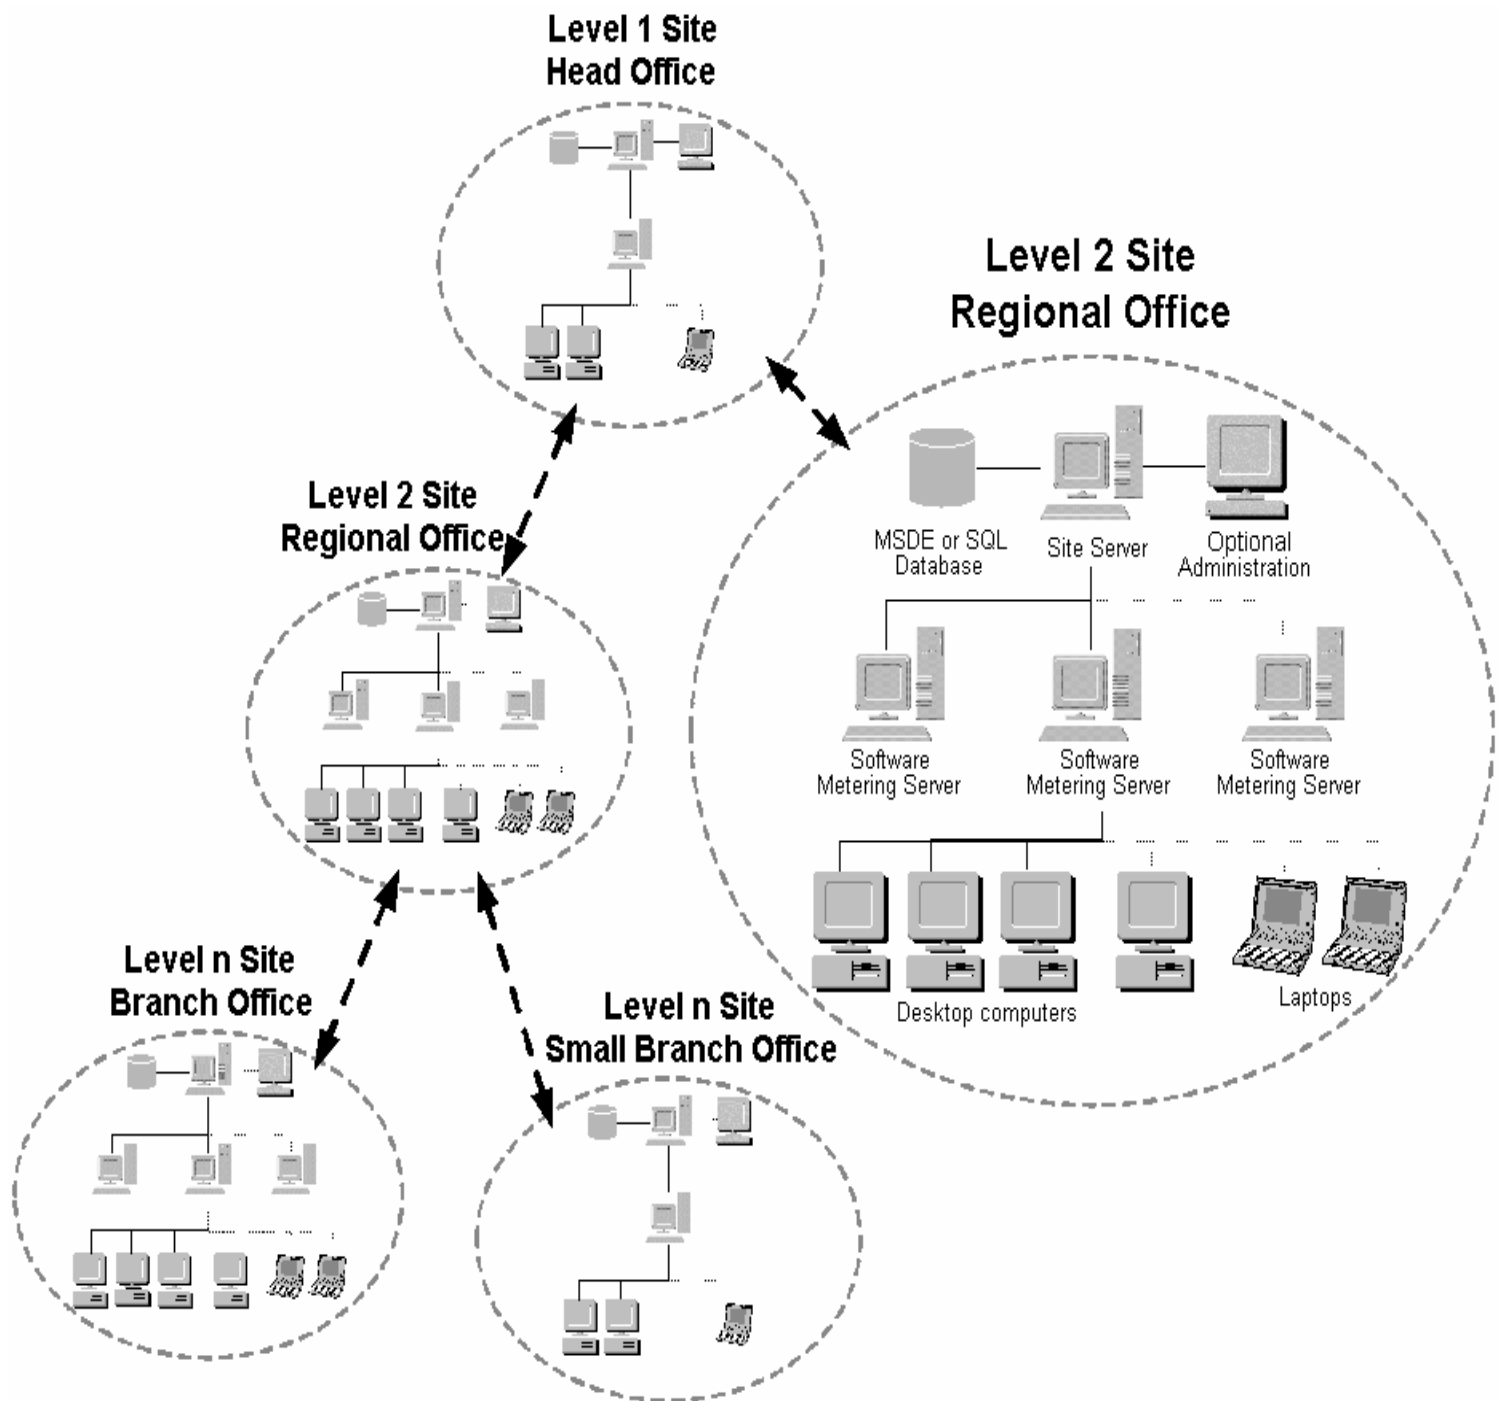 Level 1 Site
Head Office
Level 2 Site
Regional Office
MSDE or SQL
Database
Site Server
Optional
Administration
Software
Metering Server
Software
Metering Server
Software
Metering Server
Desktop computers
Laptops
Level 2 Site
Regional Office
Level n Site
Branch Office
Level n Site
Small Branch Office